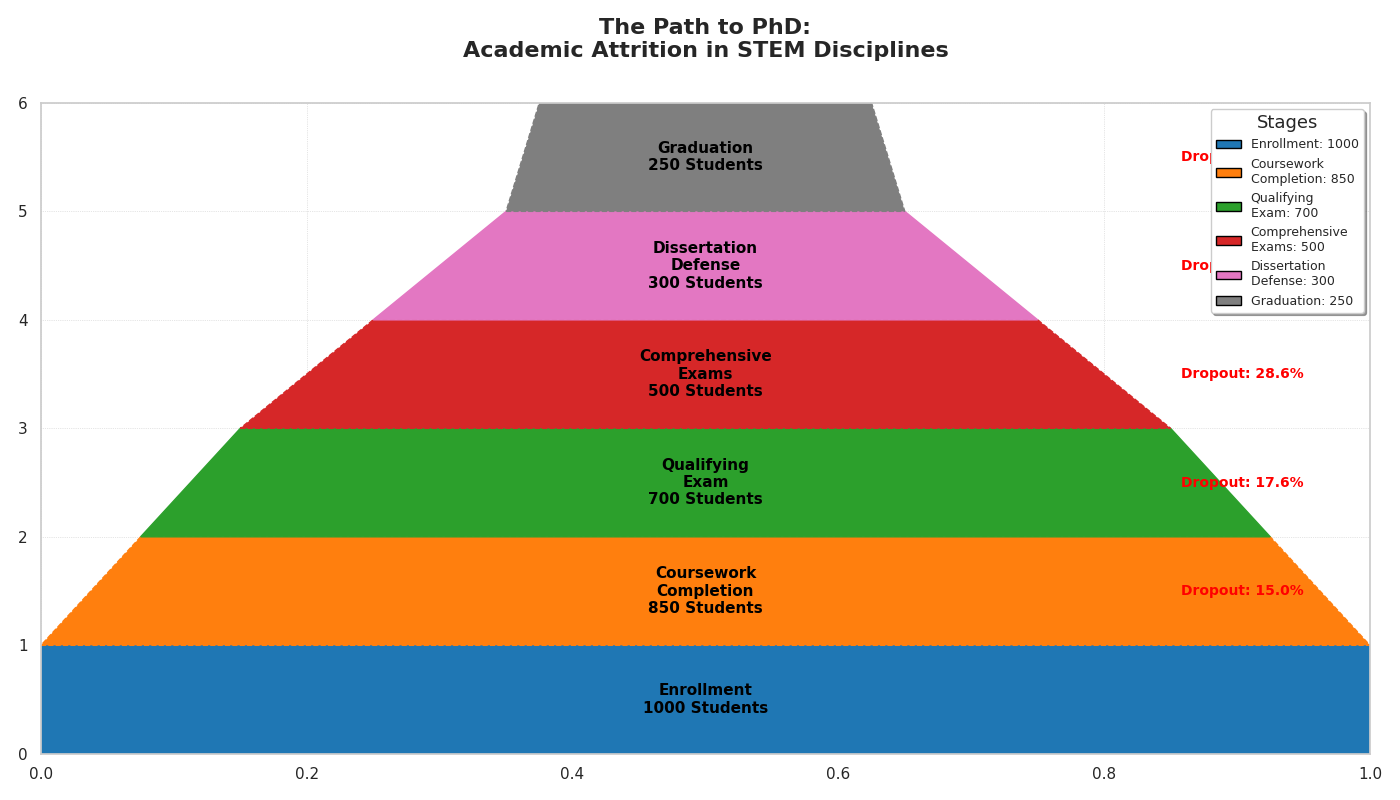 The Path to PhD:
Academic Attrition in STEM Disciplines
6
5
4
3
2
1
0
Graduation
250 Students
Dissertation
Defense
300 Students
Comprehensive
Exams
500 Students
Dropout: 28.6%
Qualifying
Exam
700 Students
Dropout: 17.6%
Coursework
Completion
850 Students
Dropout: 15.0%
Enrollment
1000 Students
Stages
Enrollment: 1000
Coursework
Completion: 850
Qualifying
Exam: 700
Comprehensive
Exams: 500
Dissertation
Defense: 300
Graduation: 250
0.0 0.2 0.4 0.6 0.8 1.0